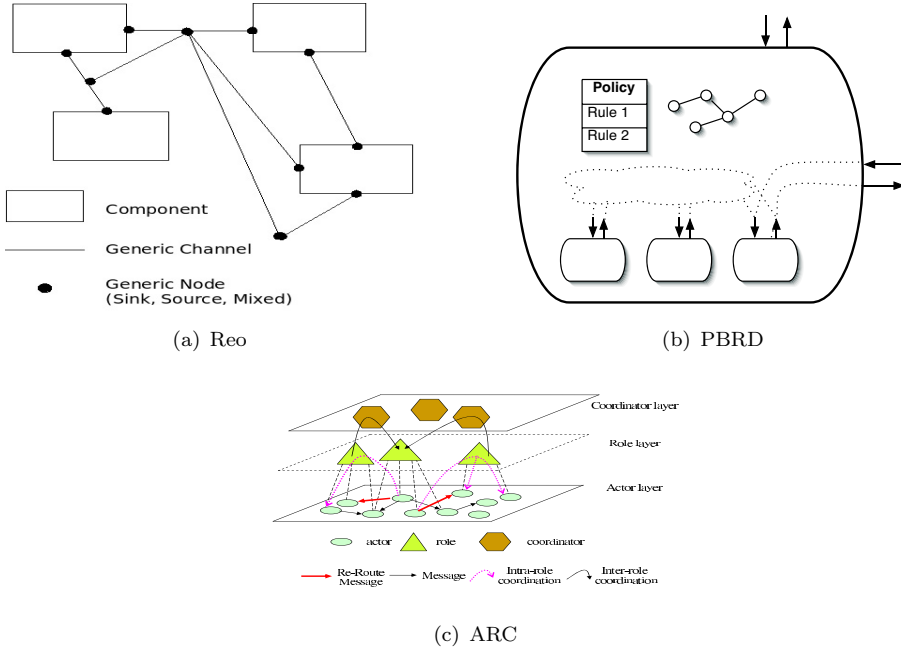 Policy
Rule 1
Rule 2
Component
Generic Channel
Generic Node
(Sink, Source, Mixed)
(a) Reo
(b) PBRD
Coordinator layer
Role layer
Actor layer
actor
role
coordinator
Re-Route
Message
Message
Intra-role
coordination
Inter-role
coordination
(c) ARC